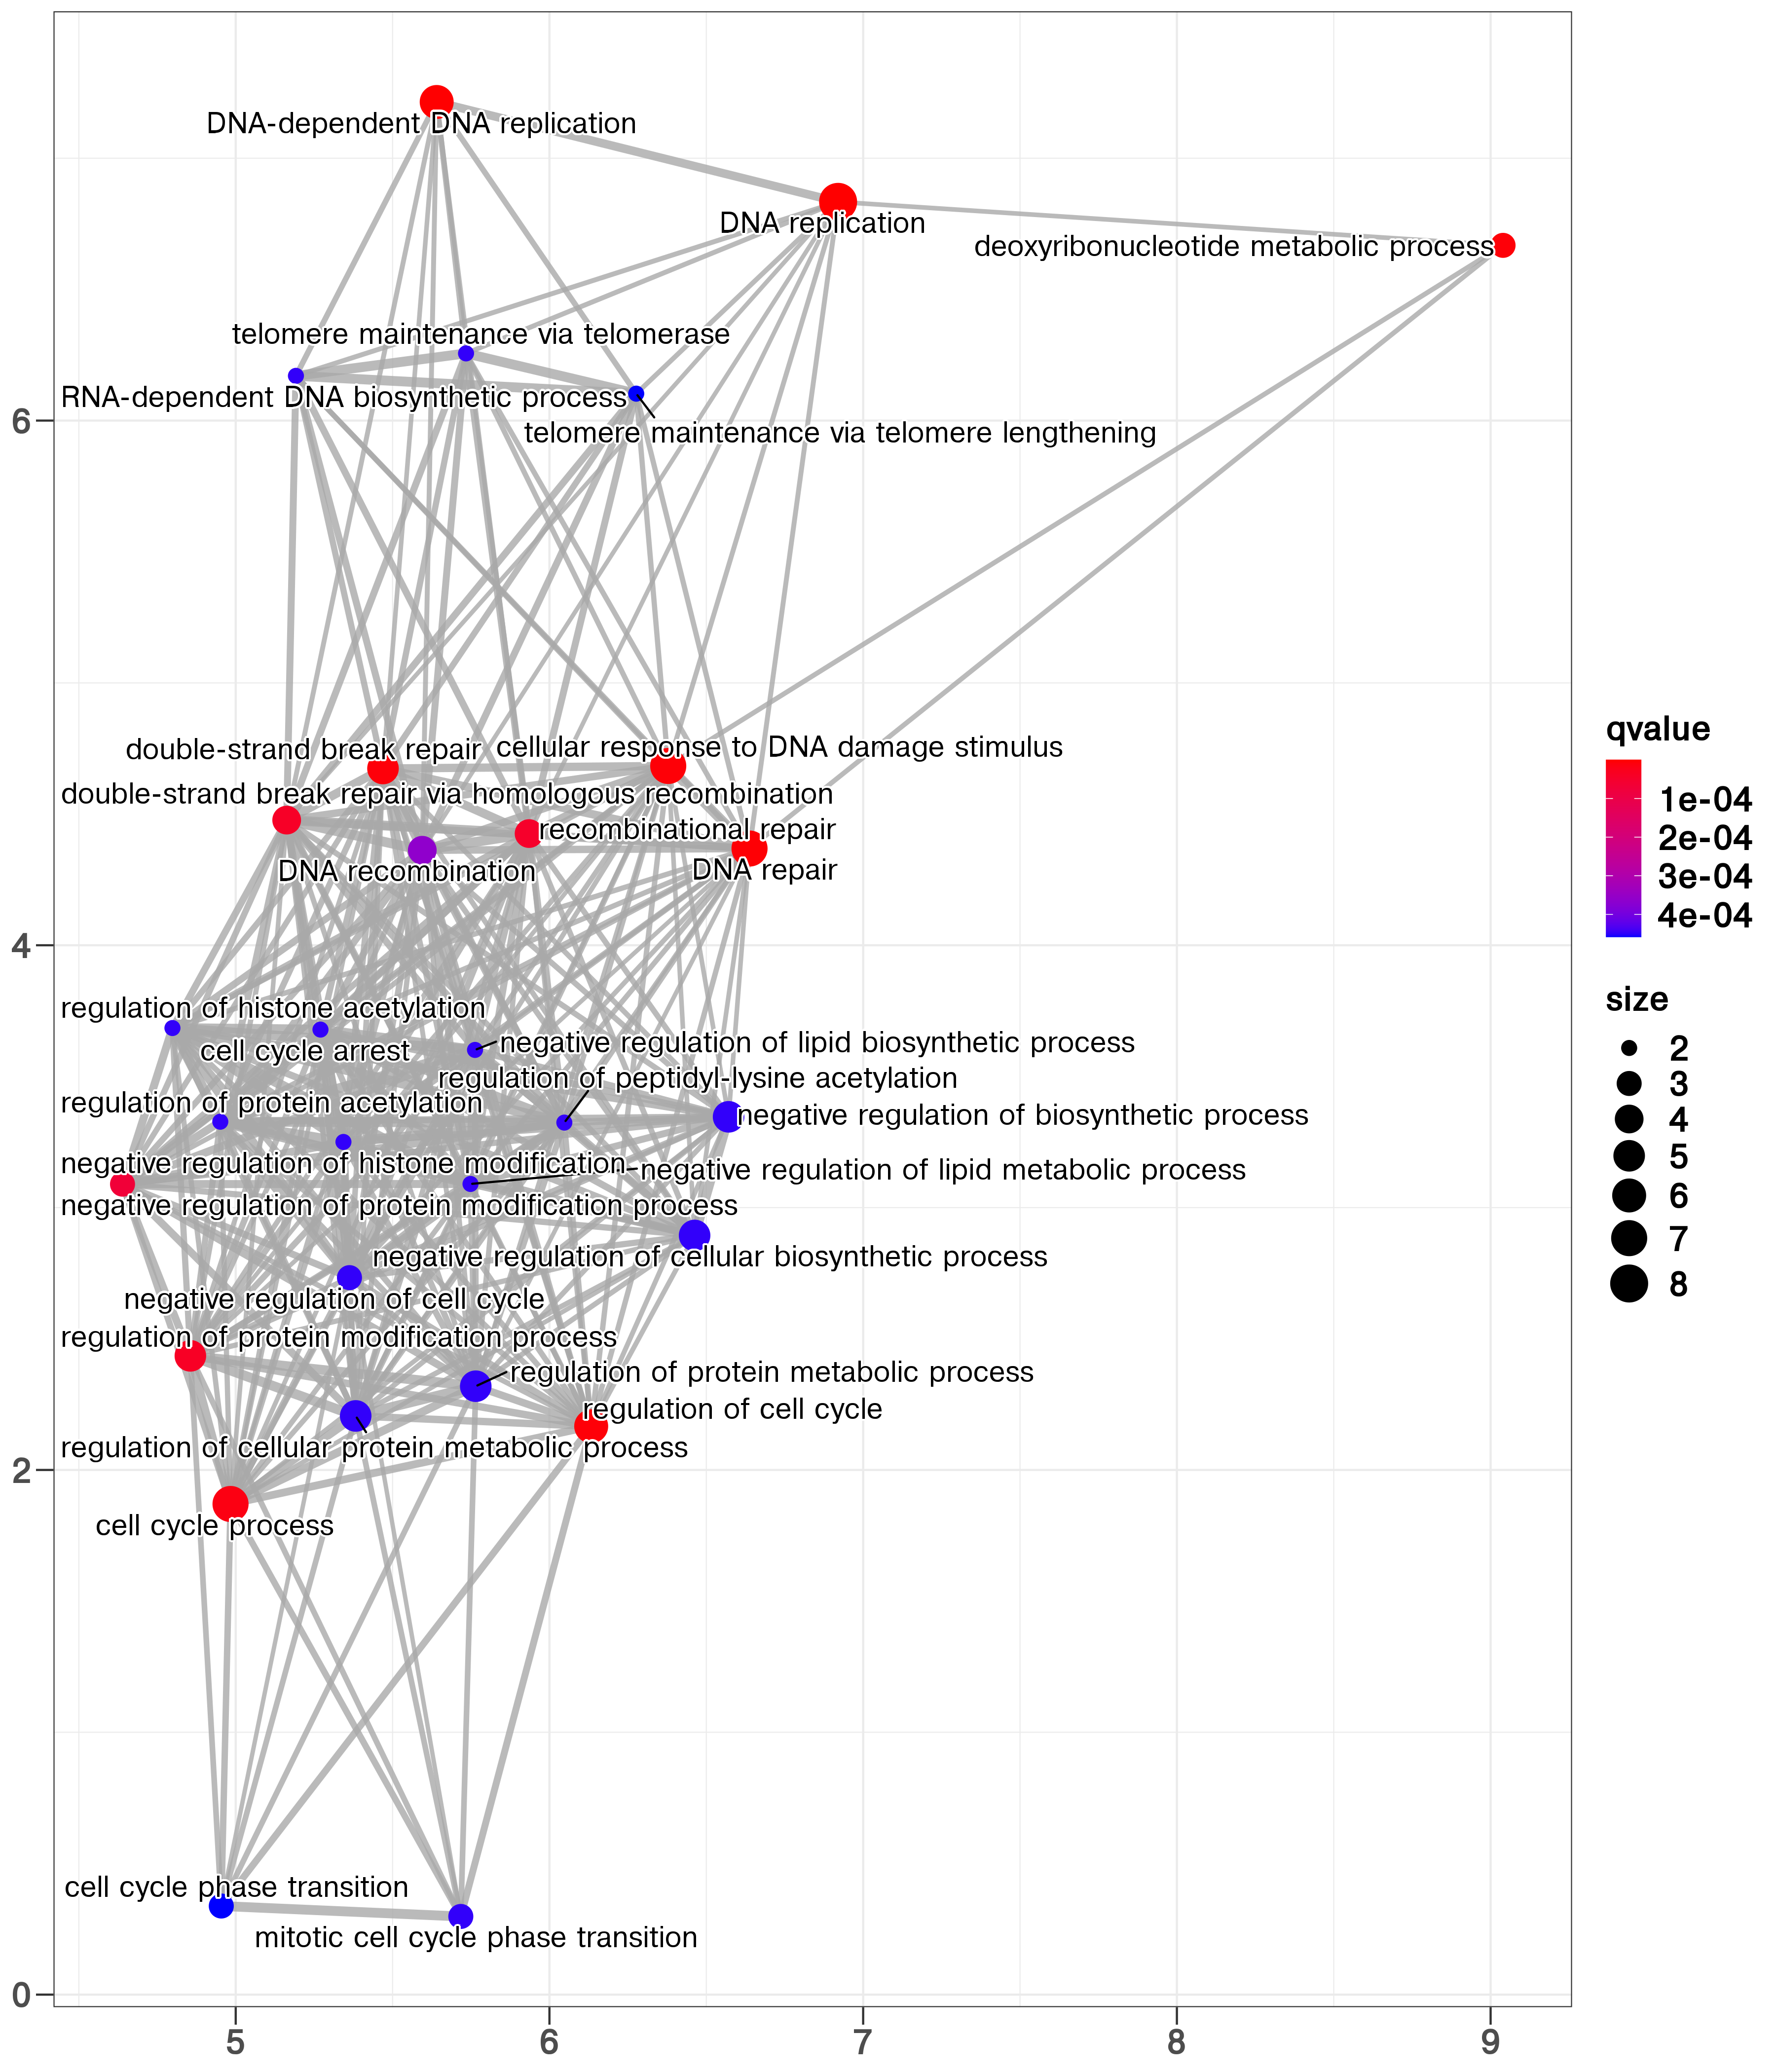 DNA-dependent DNA replication
DNA replication
deoxyribonucleotide metabolic process
telomere maintenance via telomerase
RNA-dependent DNA biosynthetic process
telomere maintenance via telomere lengthening
double-strand break repair
cellular response to DNA damage stimulus
double-strand break repair via homologous recombination
recombinational repair
DNA recombination
DNA repair
regulation of histone acetylation
cell cycle arrest
negative regulation of lipid biosynthetic process
regulation of peptidyl-lysine acetylation
regulation of protein acetylation
negative regulation of biosynthetic process
negative regulation of histone modification
negative regulation of lipid metabolic process
negative regulation of protein modification process
negative regulation of cellular biosynthetic process
negative regulation of cell cycle
regulation of protein modification process
regulation of protein metabolic process
regulation of cell cycle
regulation of cellular protein metabolic process
cell cycle process
cell cycle phase transition
mitotic cell cycle phase transition
6
4
2
0
5
6
7
8
9
qvalue
1e-04
2e-04
3e-04
4e-04
size
2
3
4
5
6
7
8